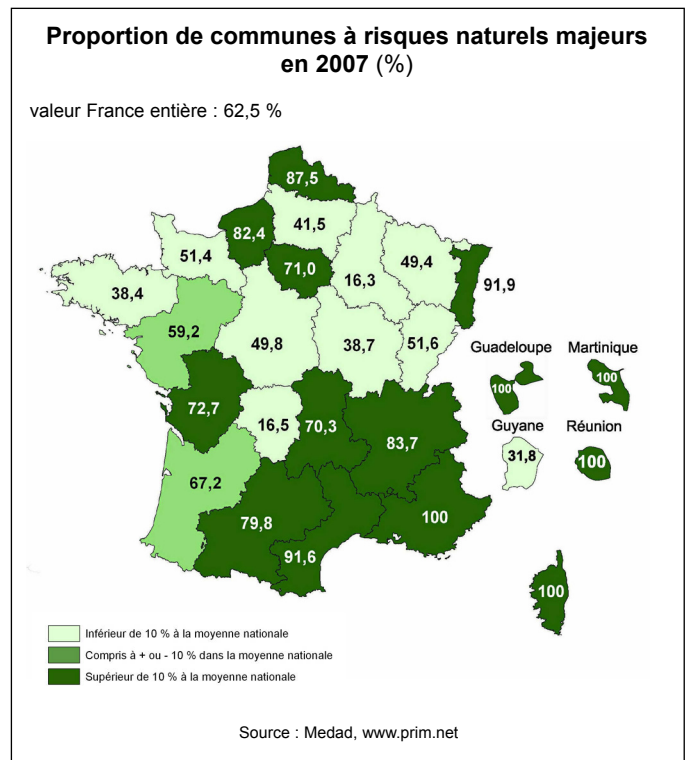 Proportion de communes à risques naturels majeurs
en 2007 (%)
valeur France entière : 62,5 %
87,5
82,4
41,5
51,4
71,0
16,3
49,4
91,9
38,4
59,2
49,8
38,7
51,6
Guadeloupe
Martinique
100
100
72,7
16,5
70,3
83,7
Guyane
Réunion
31,8
100
67,2
79,8
91,6
100
100
Inférieur de 10 % à la moyenne nationale
Compris à + ou - 10 % dans la moyenne nationale
Supérieur de 10 % à la moyenne nationale
Source : Medad, www.prim.net